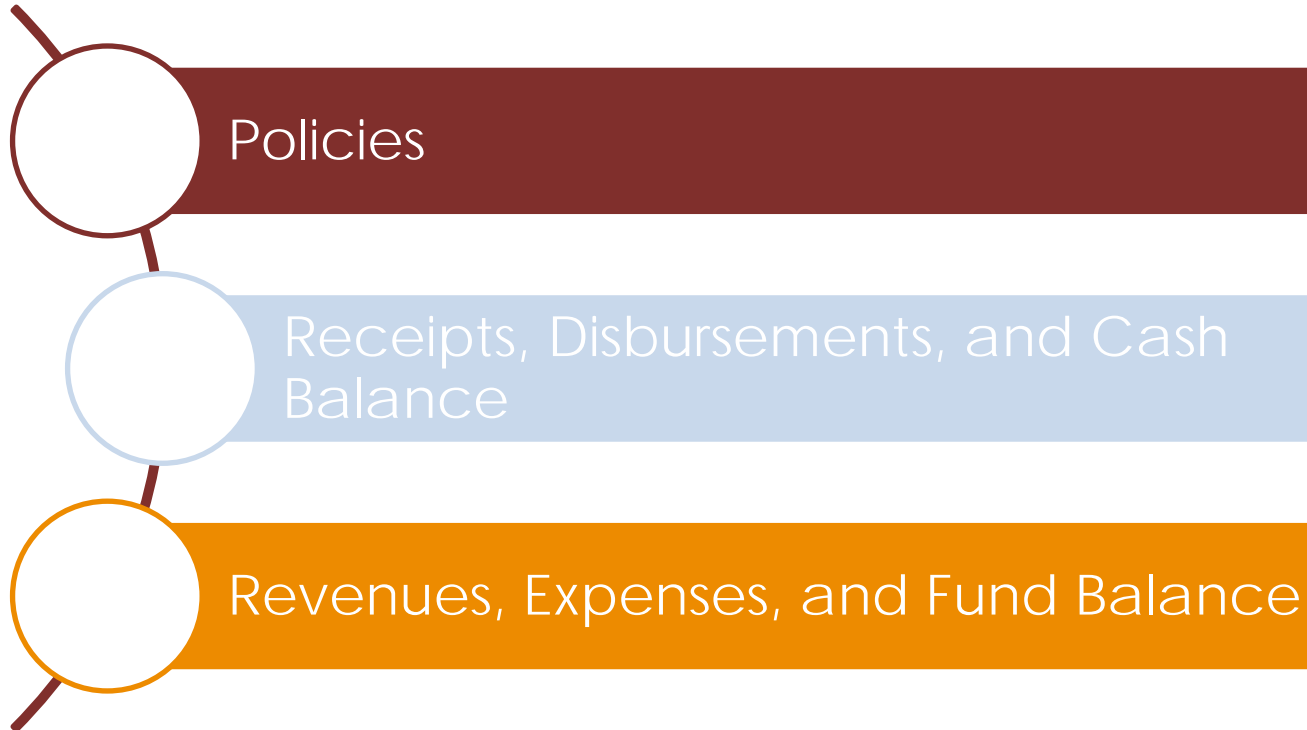 Policies
Receipts, Disbursements, and Cash
Balance
Revenues, Expenses, and Fund Balance